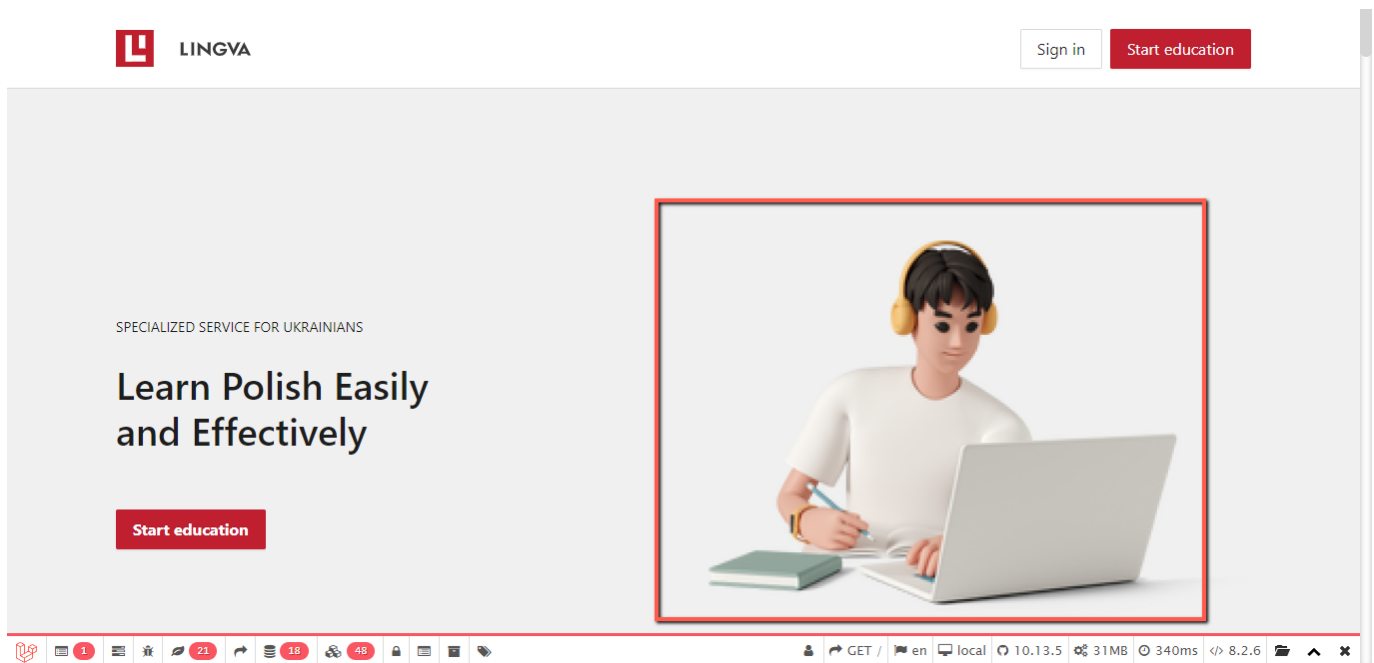 LINGVA
Sign in
Start education
SPECIALIZED SERVICE FOR UKRAINIANS
Learn Polish Easily
and Effectively
Start education
1 21 18 48 GET / en local 10.13.5 31MB 340ms </> 8.2.6